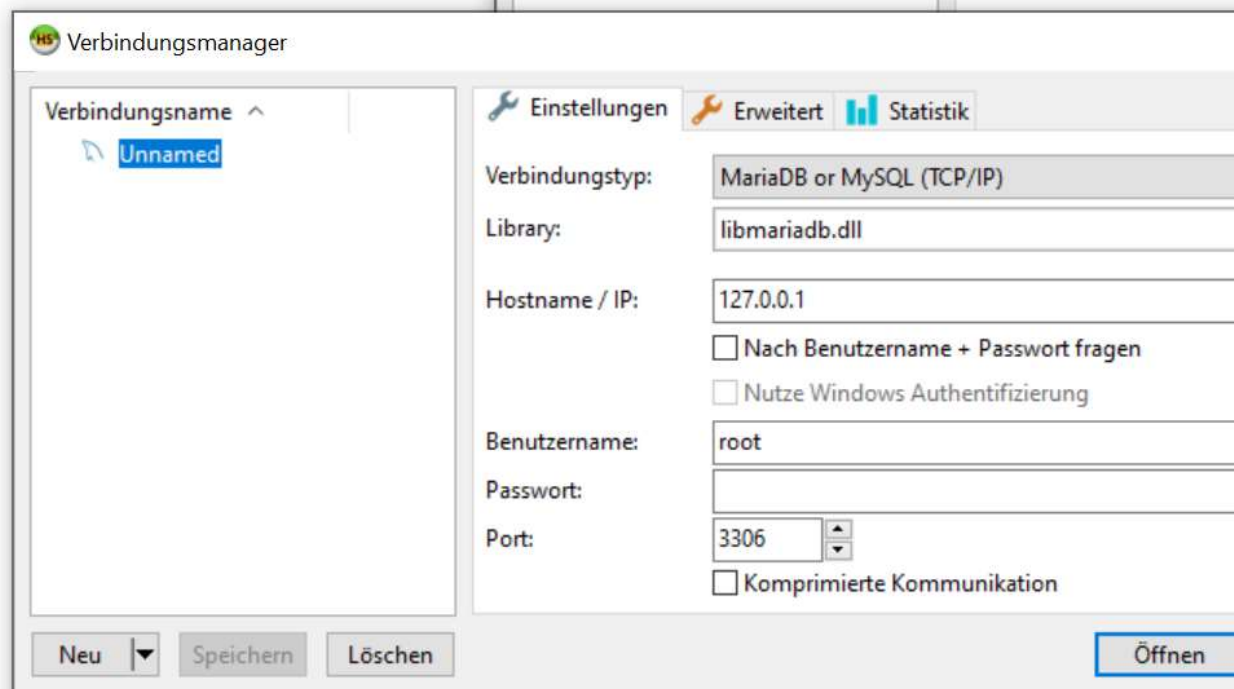 HS Verbindungsmanager
Verbindungsname
Unnamed
Einstellungen Erweitert Statistik
Verbindungstyp: MariaDB or MySQL (TCP/IP)
Library: libmariadb.dll
Hostname / IP: 127.0.0.1
Nach Benutzername + Passwort fragen
Nutze Windows Authentifizierung
Benutzername: root
Passwort:
Port: 3306
Komprimierte Kommunikation
Neu Speichern Löschen Öffnen